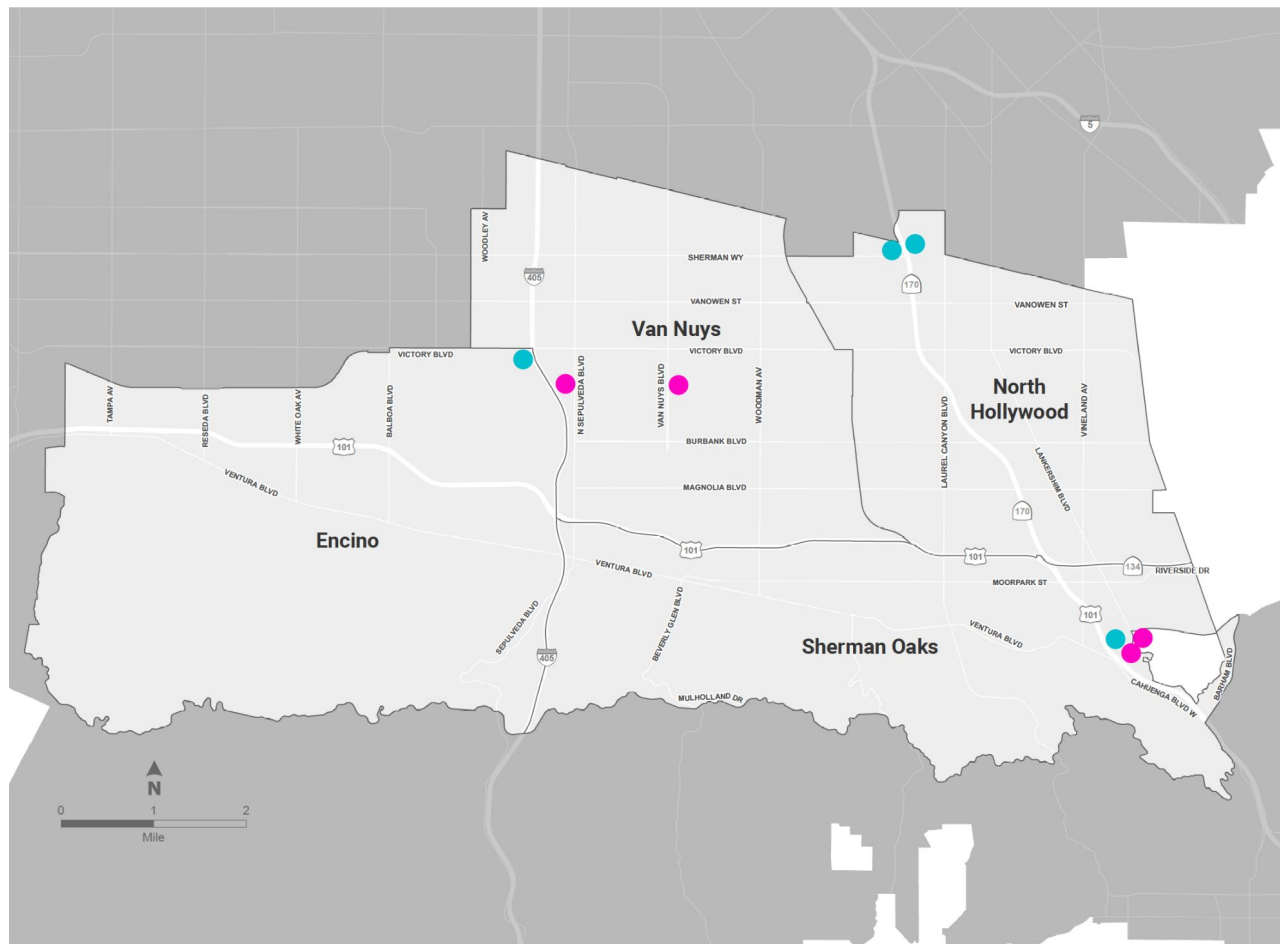 5
WOODLEY AV
SHERMAN WY
405
170
VANOWEN ST
VANOWEN ST
Van Nuys
VICTORY BLVD
VICTORY BLVD
VICTORY BLVD
N SEPULVEDA BLVD
VAN NUYS BLVD
WOODMAN AV
North
Hollywood
TAMPA AV
RESEDA BLVD
WHITE OAK AV
BALBOA BLVD
LAUREL CANYON BLVD
VINELAND AV
101
BURBANK BLVD
LANKERSHIM BLVD
VENTURA BLVD
MAGNOLIA BLVD
170
Encino
101
101
VENTURA BLVD
134
RIVERSIDE DR
MOORPARK ST
SEPULVEDA BLVD
BEVERLY GLEN BLVD
101
VENTURA BLVD
Sherman Oaks
405
BARHAM BLVD
CAHUENGA BLVD W
MULHOLLAND DR
N
0 1 2
Mile